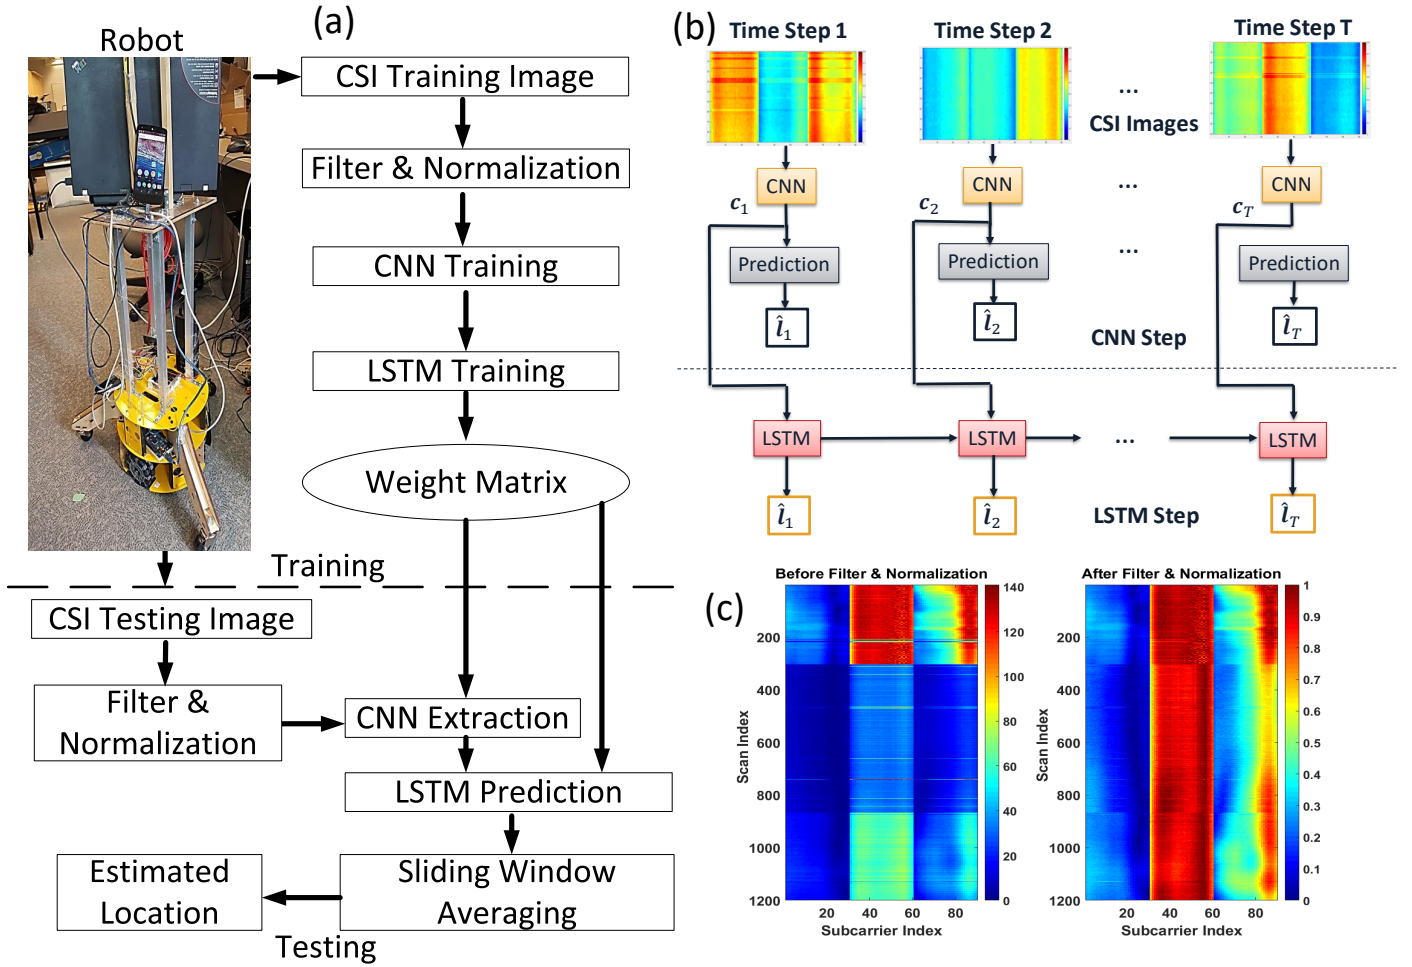 (a)
Robot
CSI Training Image
Filter & Normalization
CNN Training
LSTM Training
Weight Matrix
Training
CSI Testing Image
Filter &
Normalization
CNN Extraction
LSTM Prediction
Sliding Window
Averaging
Estimated
Location
Testing
(b)
Time Step 1
Time Step 2
Time Step T
...
CSI Images
CNN
CNN
...
CNN
c1
c2
cT
Prediction
Prediction
...
Prediction
l̂1
l̂2
l̂T
CNN Step
LSTM
LSTM
...
LSTM
l̂1
l̂2
l̂T
LSTM Step
(c)
Before Filter & Normalization
140
120
100
80
60
40
20
0
200
400
600
800
1000
1200
Scan Index
20 40 60 80
Subcarrier Index
After Filter & Normalization
1
0.9
0.8
0.7
0.6
0.5
0.4
0.3
0.2
0.1
0
200
400
600
800
1000
1200
Scan Index
20 40 60 80
Subcarrier Index